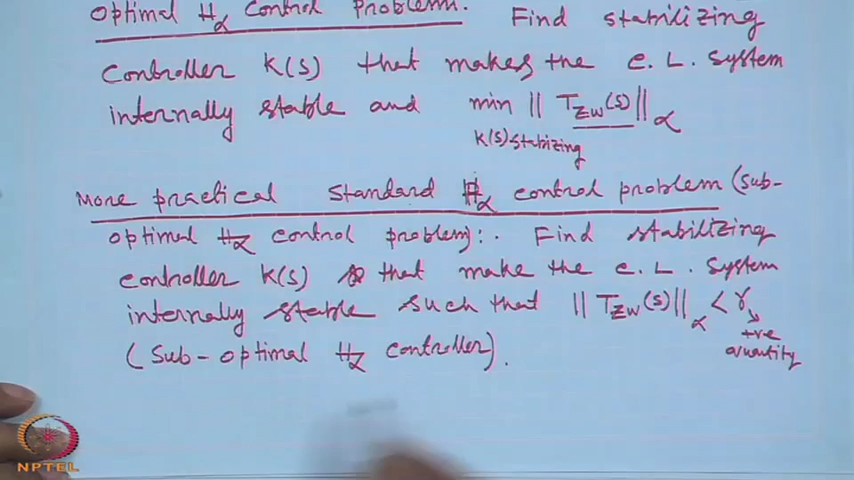 Optimal H∝ Control Problem. Find stabilizing
Controller K(s) that makes the C.L. System
internally stable and min || Tzw(s) ||∝
K(s) stabizing
More practical Standard H∝ control problem (Sub-
optimal H∝ control problem): . Find stabilizing
controller K(s) that make the C.L. System
internally stable such that || Tzw(s) ||∝ < γ
+ve
quantity
(Sub-optimal H∝ controller).
NPTEL